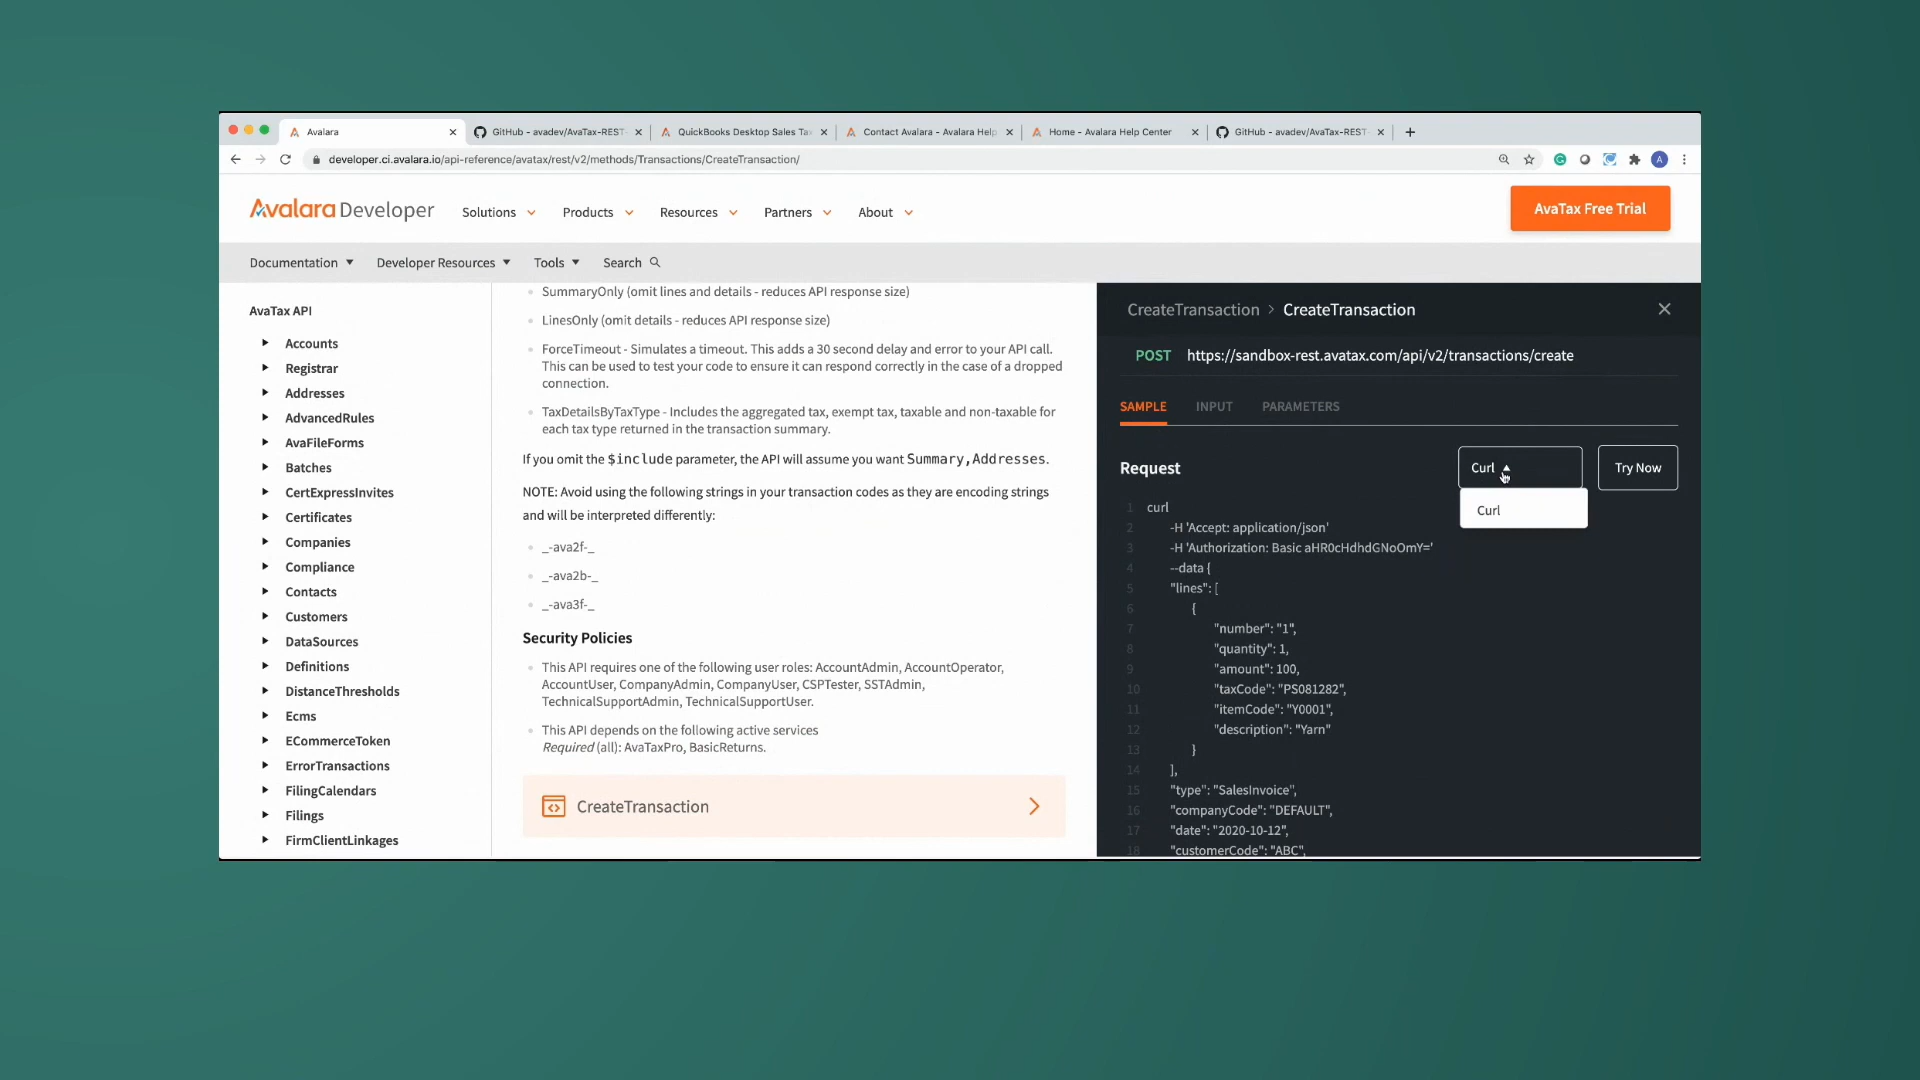 Avalara
GitHub - avadev/AvaTax-REST-
QuickBooks Desktop Sales Ta
Contact Avalara - Avalara Help
Home - Avalara Help Center
GitHub - avadev/AvaTax-REST-
developer.ci.avalara.io/api-reference/avatax/rest/v2/methods/Transactions/CreateTransaction/
A
Avalara Developer
Solutions
Products
Resources
Partners
About
AvaTax Free Trial
Documentation
Developer Resources
Tools
Search
AvaTax API
Accounts
Registrar
Addresses
AdvancedRules
AvaFileForms
Batches
CertExpressInvites
Certificates
Companies
Compliance
Contacts
Customers
DataSources
Definitions
DistanceThresholds
Ecms
ECommerceToken
ErrorTransactions
FilingCalendars
Filings
FirmClientLinkages
SummaryOnly (omit lines and details - reduces API response size)
LinesOnly (omit details - reduces API response size)
ForceTimeout - Simulates a timeout. This adds a 30 second delay and error to your API call.
This can be used to test your code to ensure it can respond correctly in the case of a dropped
connection.
TaxDetailsByTaxType - Includes the aggregated tax, exempt tax, taxable and non-taxable for
each tax type returned in the transaction summary.
If you omit the $include parameter, the API will assume you want Summary,Addresses.
NOTE: Avoid using the following strings in your transaction codes as they are encoding strings
and will be interpreted differently:
_-ava2f-_
_-ava2b-_
_-ava3f-_
Security Policies
This API requires one of the following user roles: AccountAdmin, AccountOperator,
AccountUser, CompanyAdmin, CompanyUser, CSPTester, SSTAdmin,
TechnicalSupportAdmin, TechnicalSupportUser.
This API depends on the following active services
Required (all): AvaTaxPro, BasicReturns.
CreateTransaction
CreateTransaction > CreateTransaction
POST https://sandbox-rest.avatax.com/api/v2/transactions/create
SAMPLE
INPUT
PARAMETERS
Request
Curl
Try Now
Curl
1 curl
2 -H 'Accept: application/json'
3 -H 'Authorization: Basic aHR0cHdhdGNoOmY='
4 --data {
5 "lines": [
6 {
7 "number": "1",
8 "quantity": 1,
9 "amount": 100,
10 "taxCode": "PS081282",
11 "itemCode": "Y0001",
12 "description": "Yarn"
13 }
14 ],
15 "type": "SalesInvoice",
16 "companyCode": "DEFAULT",
17 "date": "2020-10-12",
18 "customerCode": "ABC",